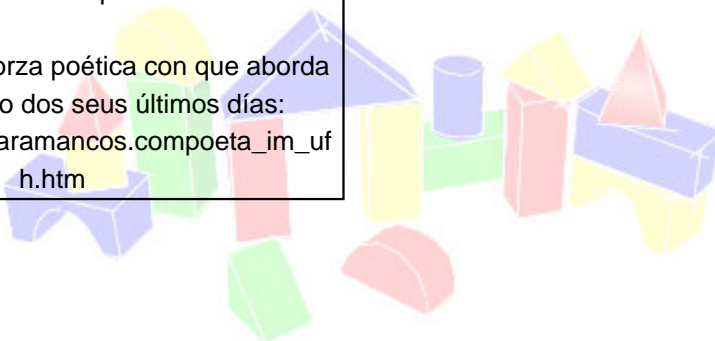 orza poética con que aborda
o dos seus últimos días:
aramancos.compoeta_im_uf
h.htm